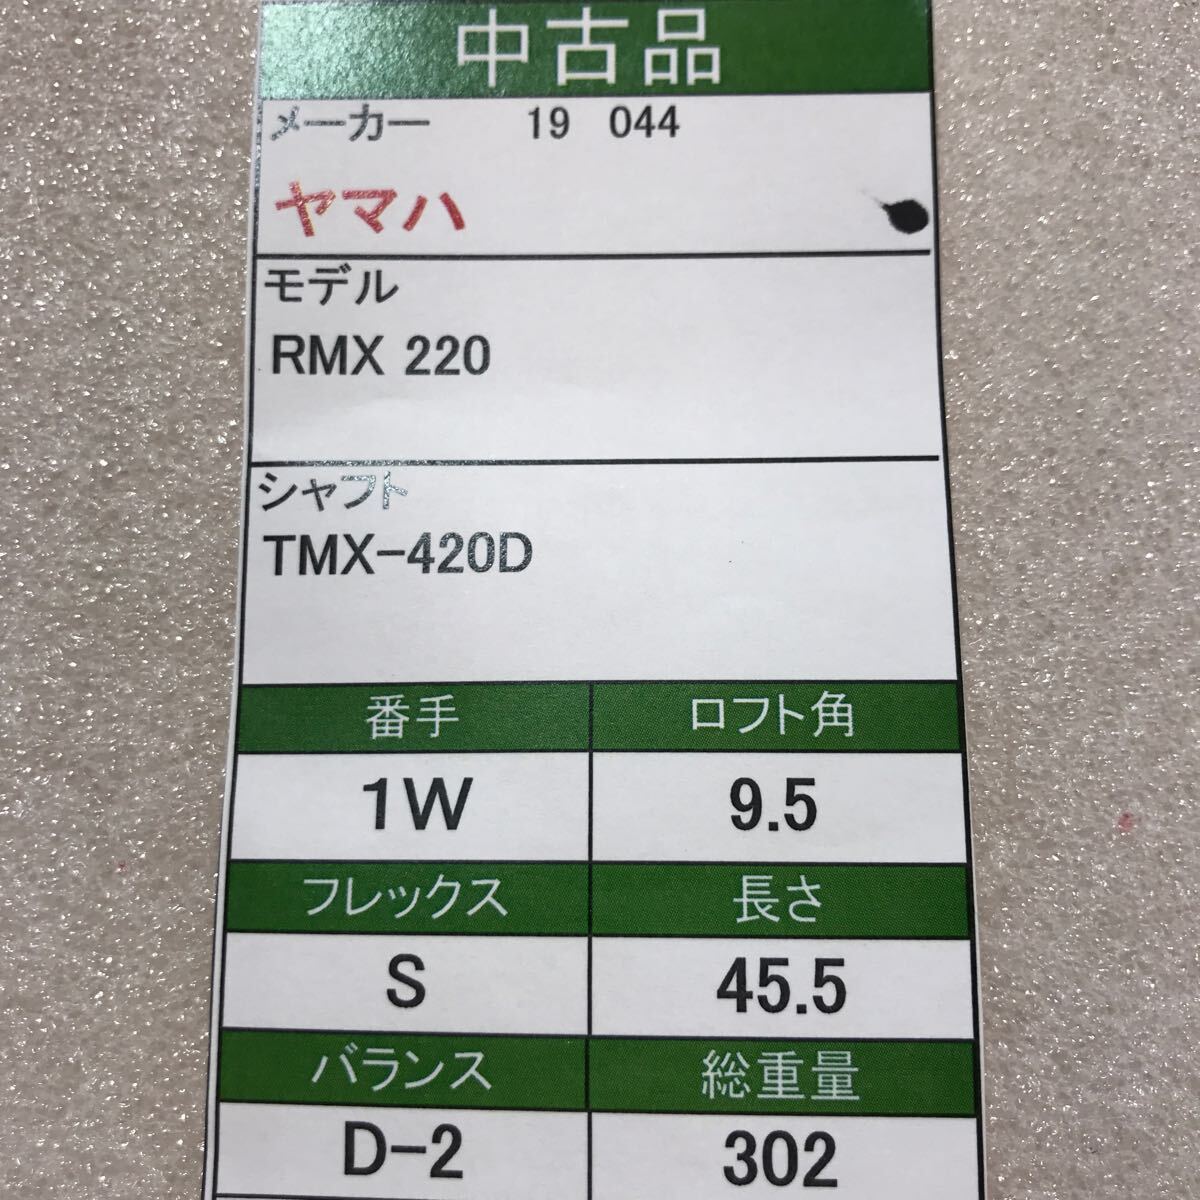 中古品
メーカー 19 044
ヤマハ
モデル
RMX 220
シャフト
TMX-420D
番手 ロフト角
1W 9.5
フレックス 長さ
S 45.5
バランス 総重量
D-2 302